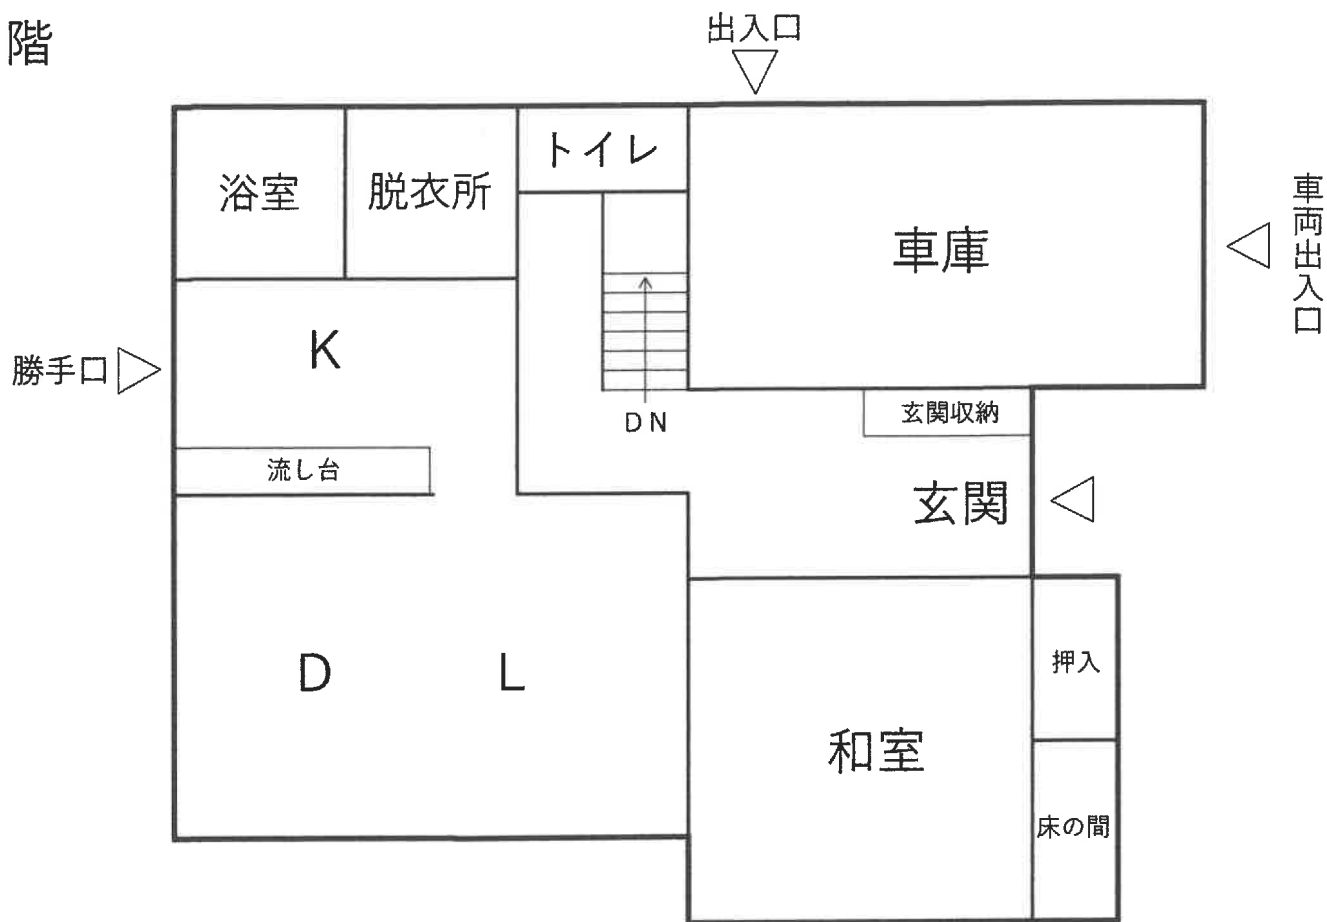 階
出入口
トイレ
浴室
脱衣所
車庫
車両出入口
K
勝手口
DN
玄関収納
流し台
玄関
D
L
押入
和室
床の間